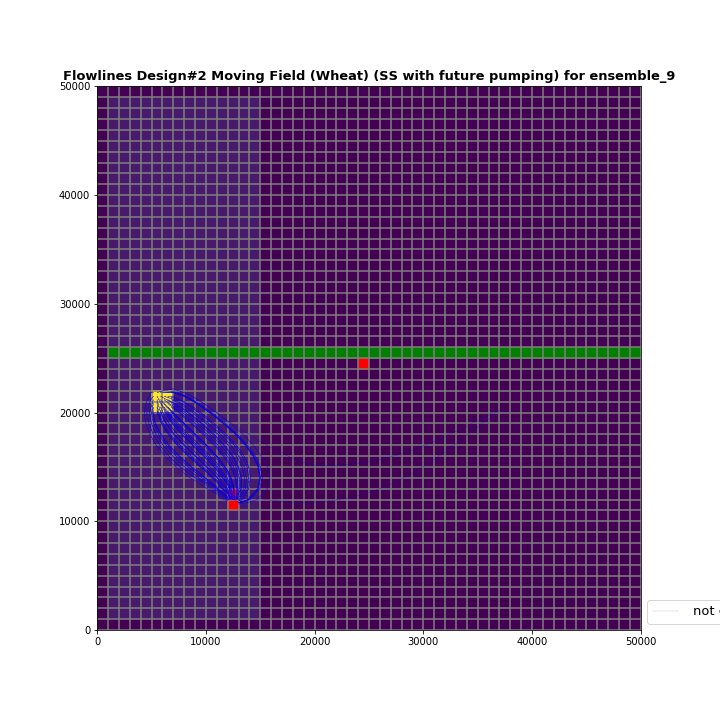 Flowlines Design#2 Moving Field (Wheat) (SS with future pumping) for ensemble_9
50000
40000
30000
20000
10000
0
0 10000 20000 30000 40000 50000
not